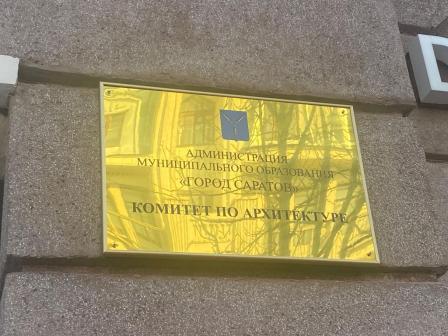 АДМИНИСТРАЦИЯ
МУНИЦИПАЛЬНОГО ОБРАЗОВАНИЯ
«ГОРОД САРАТОВ»
КОМИТЕТ ПО АРХИТЕКТУРЕ